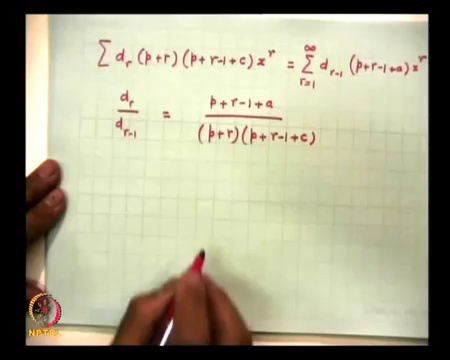 ∑ d_r (p+r) (p+r-1+c) x^r = ∑_{r=1}^{∞} d_{r-1} (p+r-1+a) x^r
d_r / d_{r-1} = (p+r-1+a) / ((p+r) (p+r-1+c))
NPTEL